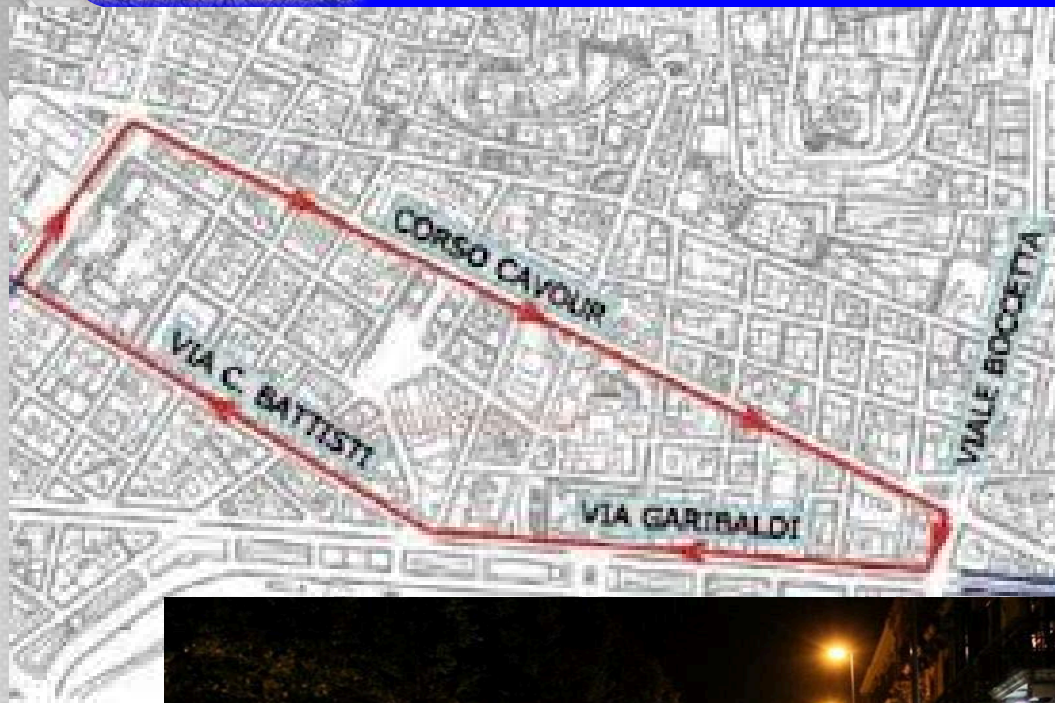 CORSO CAVOUR
VIALE BOCCETTA
VIA C. BATTISTI
VIA GARIBALDI